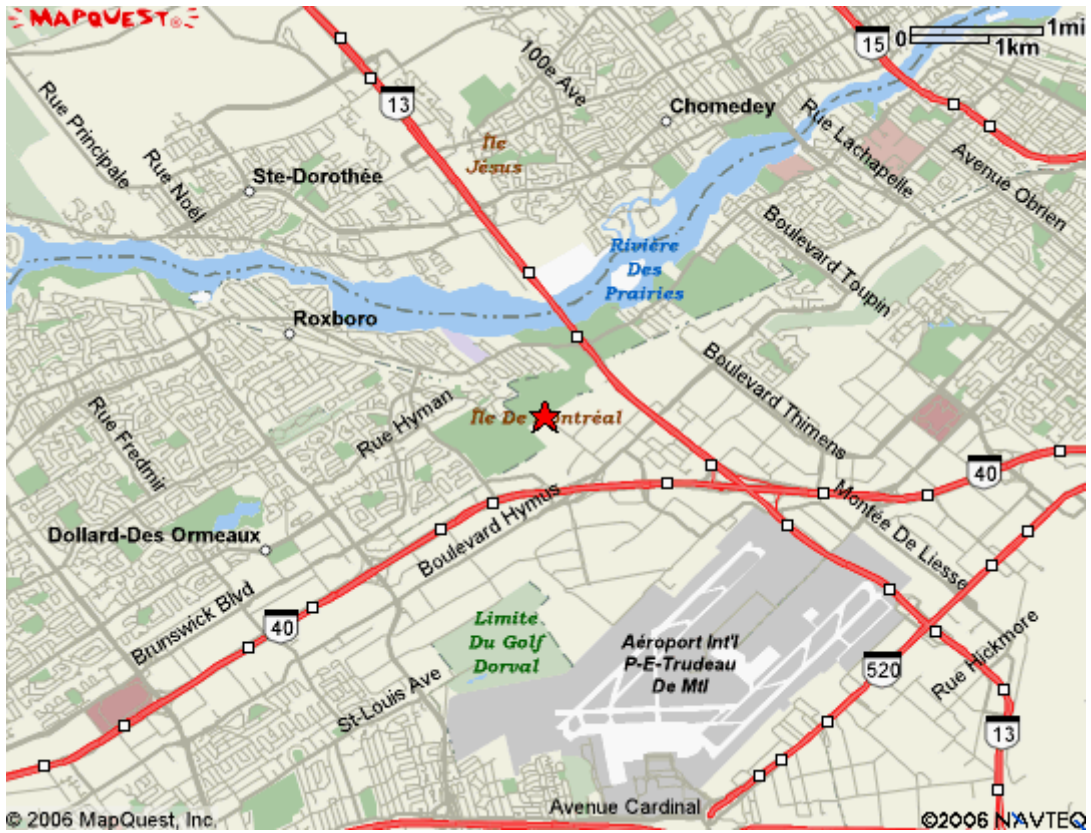 MAPQUEST®
15
0
1mi
1km
100e Ave
13
Chomedey
Rue Principale
Rue Noël
Île
Jésus
Rue Lachapelle
Avenue Obrien
Ste-Dorothée
Boulevard Toupin
Rivière
Des
Prairies
Roxboro
Boulevard Thimens
Rue Fredmir
Rue Hyman
Île De Montréal
40
Montée De Liesse
Boulevard Hymus
Dollard-Des Ormeaux
Brunswick Blvd
40
Limite
Du Golf
Dorval
Aéroport Int'l
P-E-Trudeau
De Mtl
520
Rue Hickmore
St-Louis Ave
13
Avenue Cardinal
© 2006 MapQuest, Inc.
©2006 NAVTEQ